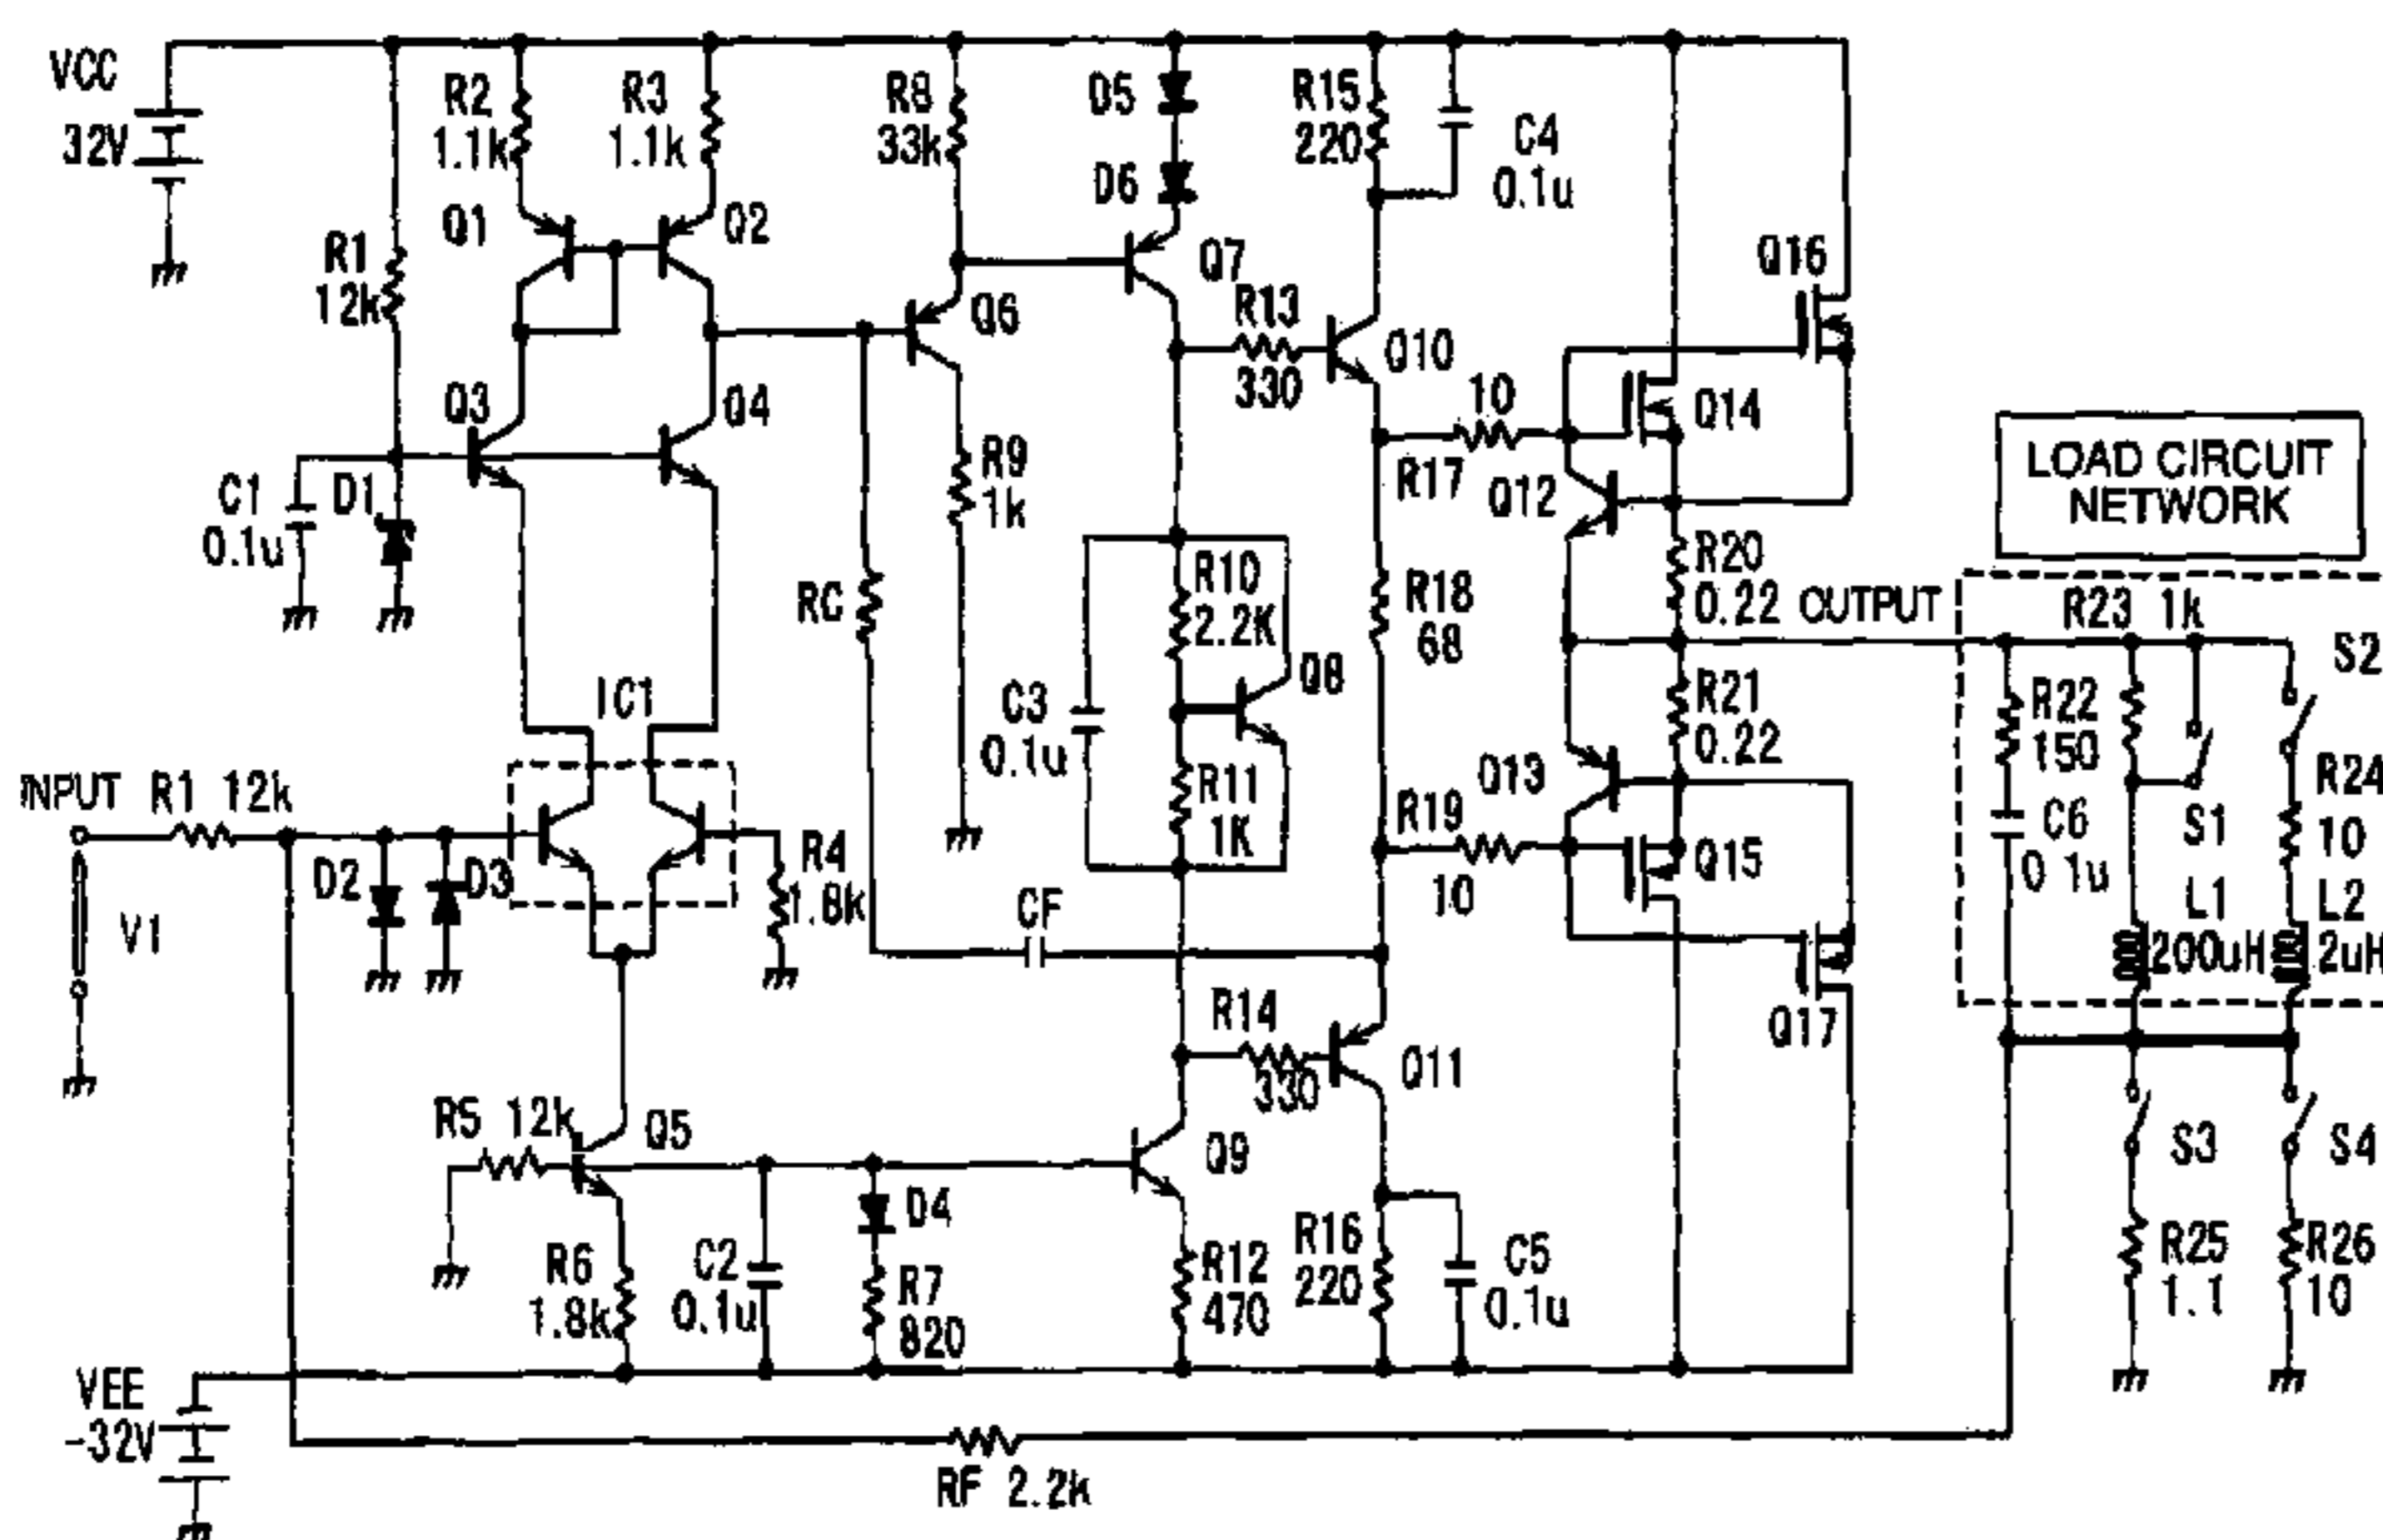 VCC
32V
R2
1.1k
R3
1.1k
R8
33k
D5
D6
R15
220
C4
0.1u
Q1
Q2
R1
12k
Q6
Q7
R13
330
Q10
Q16
Q3
Q4
R9
1k
10
R17
Q14
Q12
C1
0.1u
D1
RC
R10
2.2K
R18
68
R20
0.22
OUTPUT
LOAD CIRCUIT
NETWORK
R23 1k
S2
IC1
C3
0.1u
Q8
R21
0.22
R22
150
INPUT
R1 12k
R11
1K
R19
10
Q13
Q15
C6
0.1u
S1
R24
10
D2
D3
R4
1.8k
V1
CF
L1
200uH
L2
2uH
Q17
R14
330
Q11
R5 12k
Q5
Q9
S3
S4
D4
R6
1.8k
C2
0.1u
R7
820
R12
470
R16
220
C5
0.1u
R25
1.1
R26
10
VEE
-32V
RF 2.2k